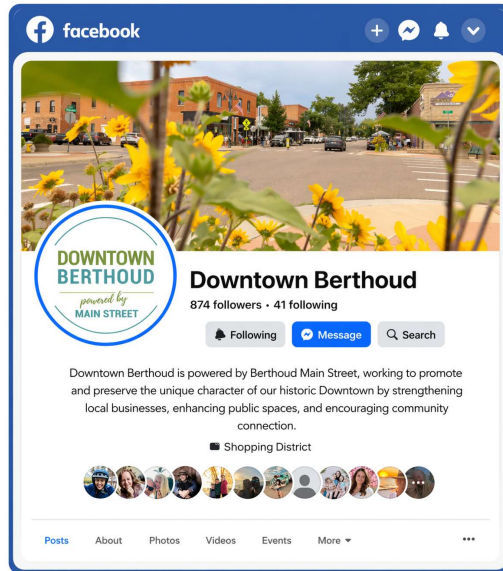 facebook
DOWNTOWN
BERTHOUD
powered by
MAIN STREET
Downtown Berthoud
874 followers • 41 following
Following
Message
Search
Downtown Berthoud is powered by Berthoud Main Street, working to promote
and preserve the unique character of our historic Downtown by strengthening
local businesses, enhancing public spaces, and encouraging community
connection.
Shopping District
Posts About Photos Videos Events More